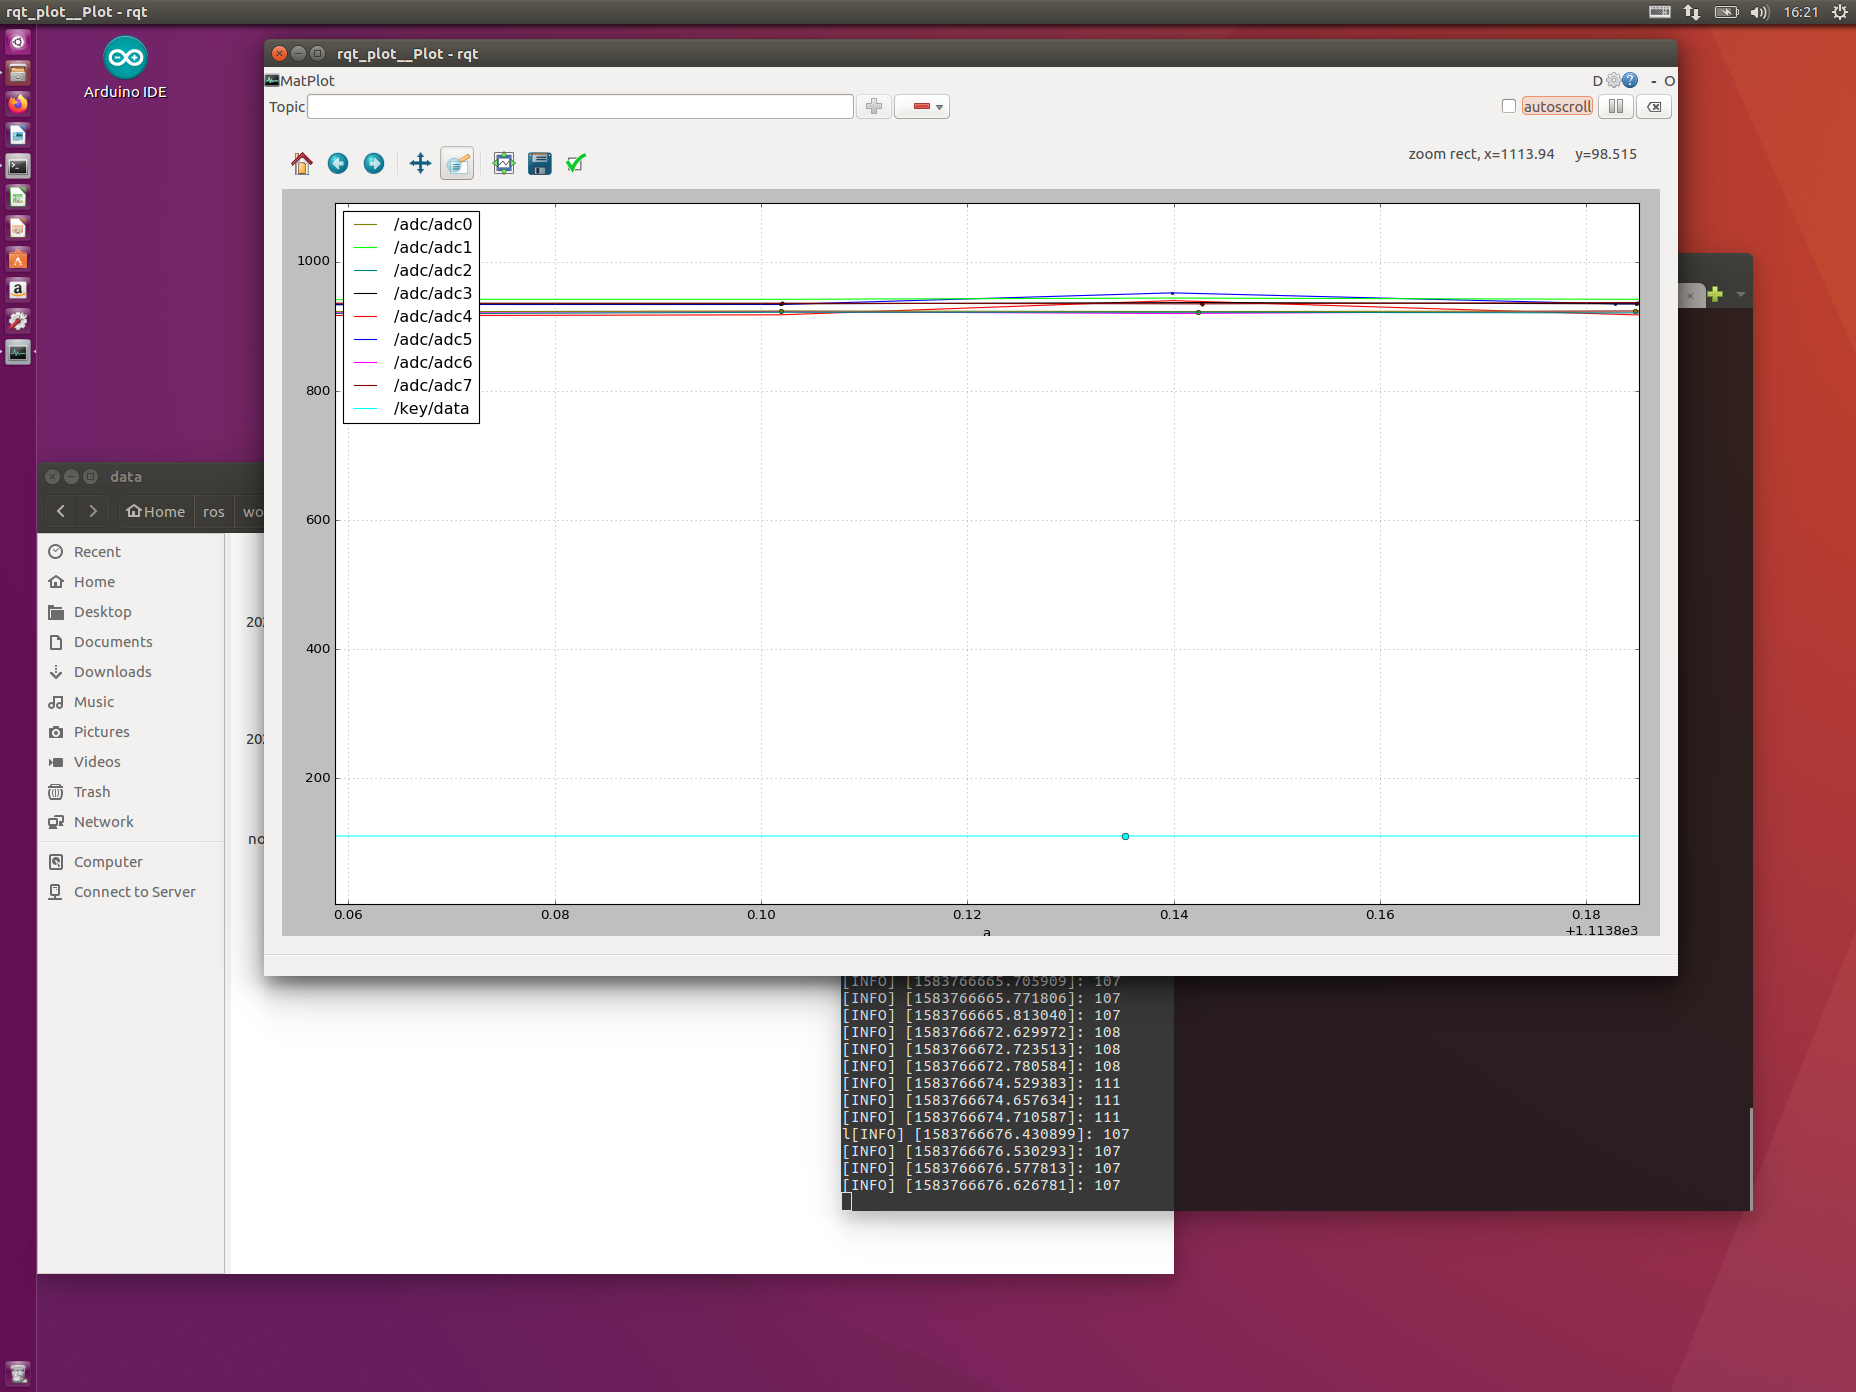 rqt_plot__Plot - rqt
16:21
Arduino IDE
rqt_plot__Plot - rqt
MatPlot
D
- O
Topic
autoscroll
zoom rect, x=1113.94 y=98.515
/adc/adc0
/adc/adc1
/adc/adc2
/adc/adc3
/adc/adc4
/adc/adc5
/adc/adc6
/adc/adc7
/key/data
1000
800
600
400
200
0.06 0.08 0.10 0.12 0.14 0.16 0.18
a
+1.1138e3
data
Home ros wo
Recent
Home
Desktop
Documents
Downloads
Music
Pictures
Videos
Trash
Network
Computer
Connect to Server
202
202
no
[INFO] [1583766665.705909]: 107
[INFO] [1583766665.771806]: 107
[INFO] [1583766665.813040]: 107
[INFO] [1583766672.629972]: 108
[INFO] [1583766672.723513]: 108
[INFO] [1583766672.780584]: 108
[INFO] [1583766674.529383]: 111
[INFO] [1583766674.657634]: 111
[INFO] [1583766674.710587]: 111
l[INFO] [1583766676.430899]: 107
[INFO] [1583766676.530293]: 107
[INFO] [1583766676.577813]: 107
[INFO] [1583766676.626781]: 107